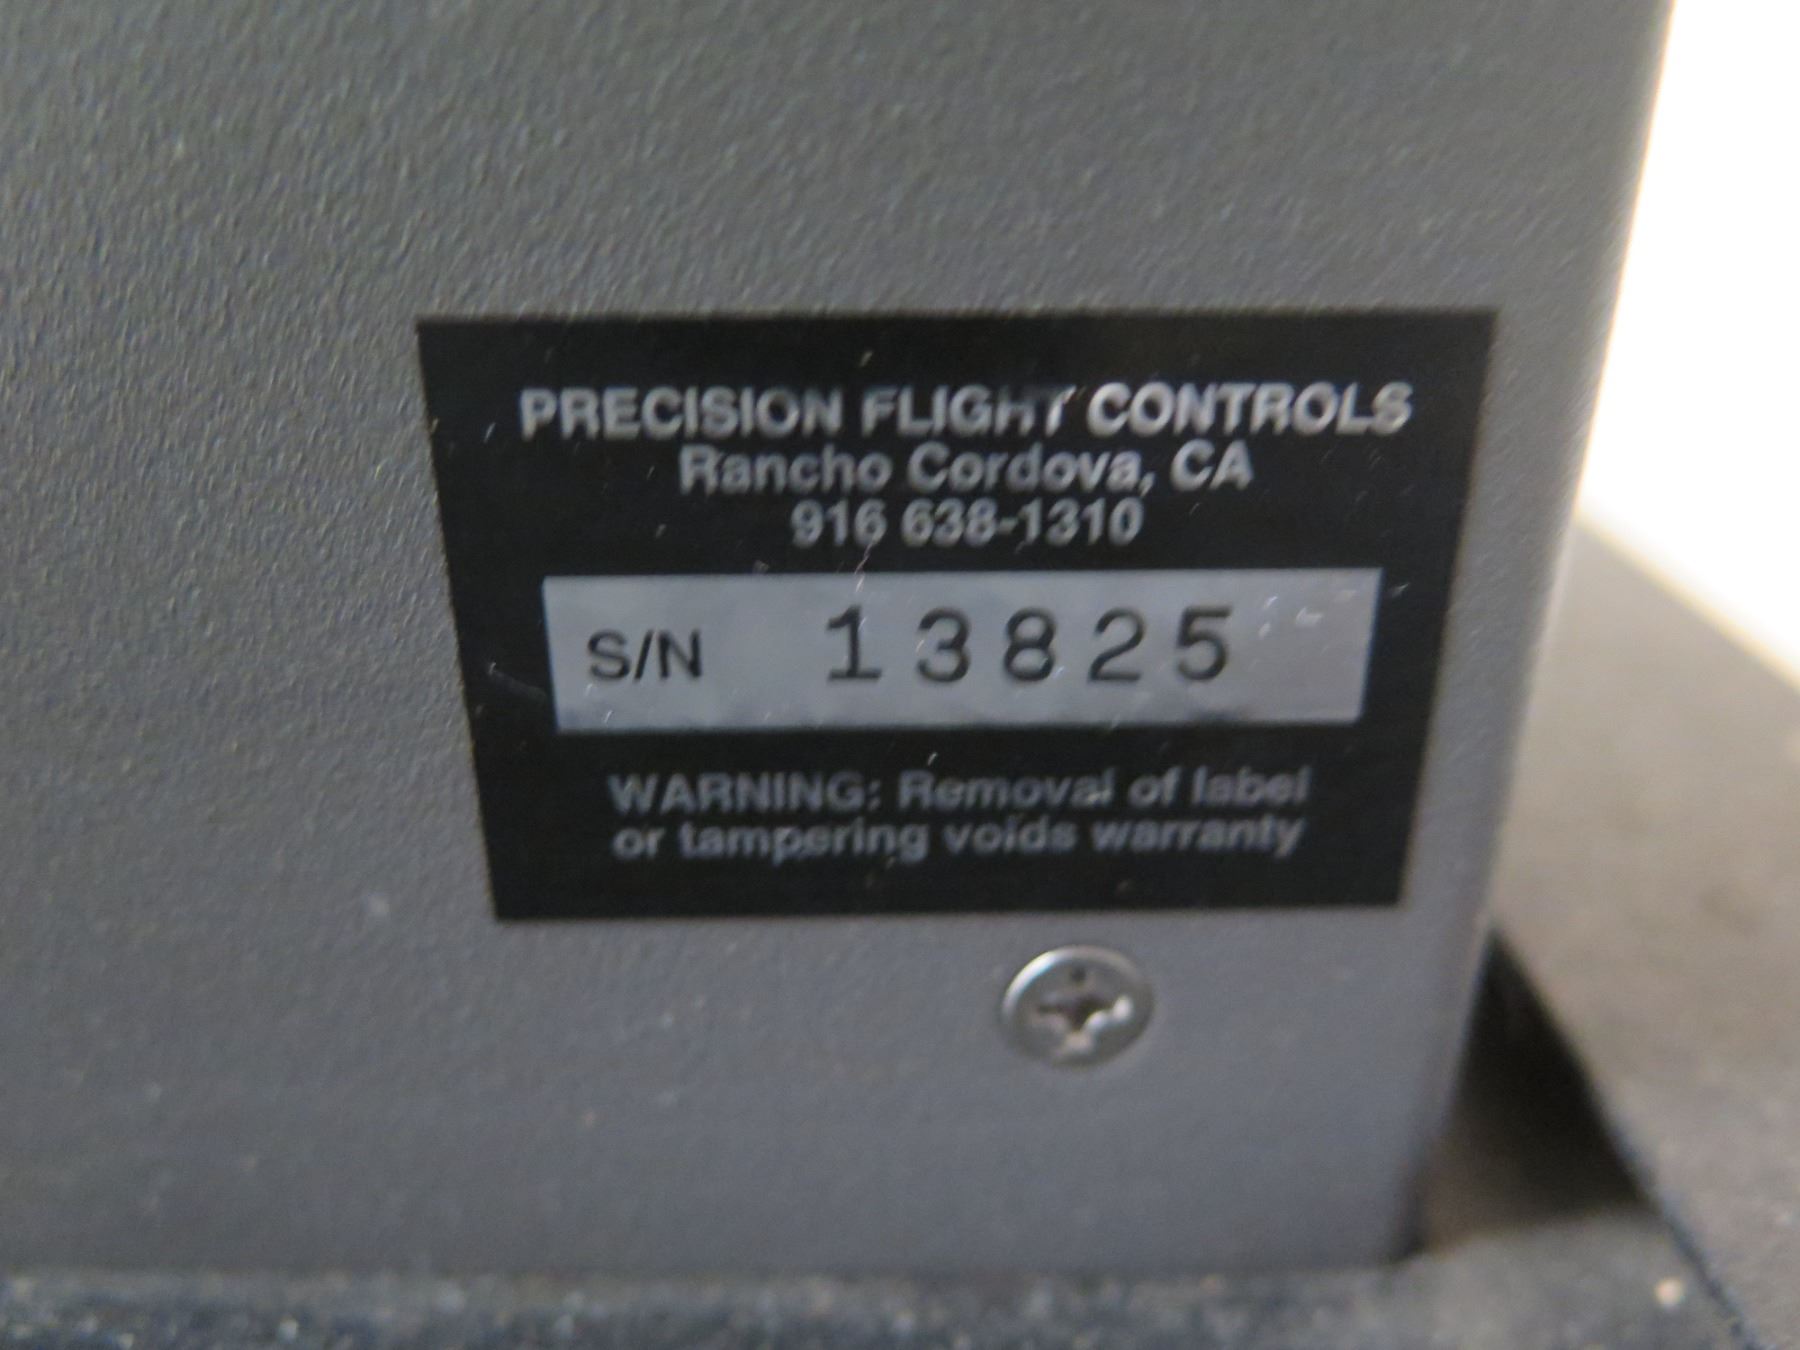 PRECISION FLIGHT CONTROLS
Rancho Cordova, CA
916 638-1310
S/N 13825
WARNING: Removal of label
or tampering voids warranty